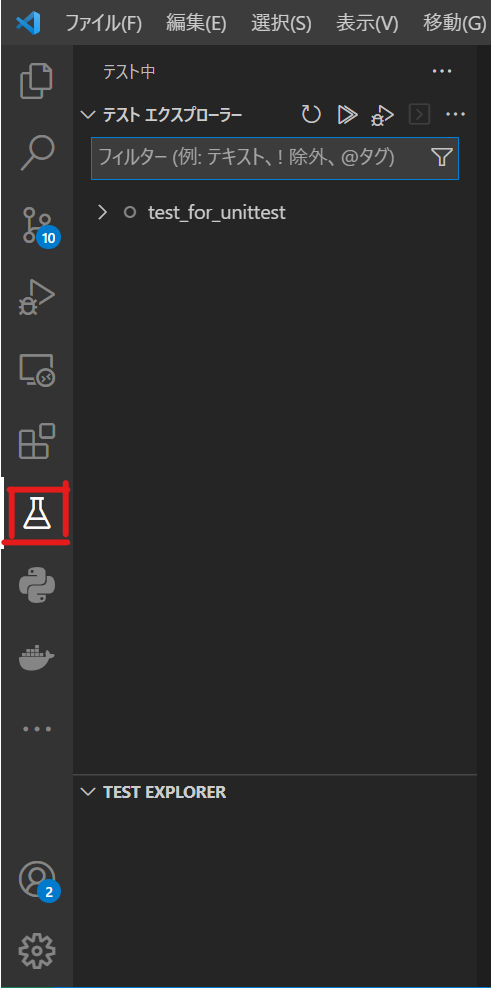 ファイル(F) 編集(E) 選択(S) 表示(V) 移動(G)
テスト中
テスト エクスプローラー
フィルター (例: テキスト、! 除外、@タグ)
test_for_unittest
10
TEST EXPLORER
2